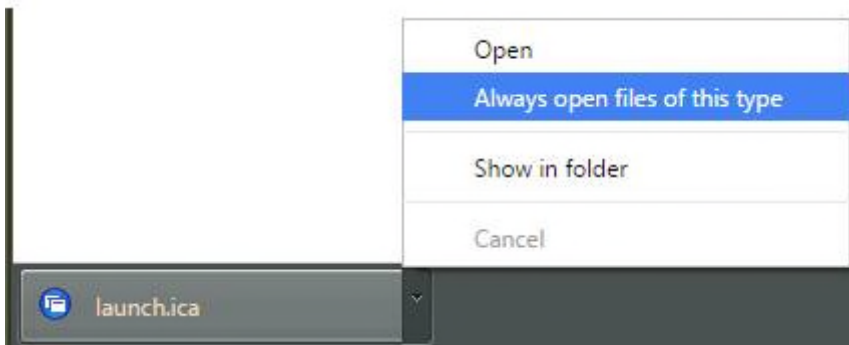 Open
Always open files of this type
Show in folder
Cancel
launch.ica